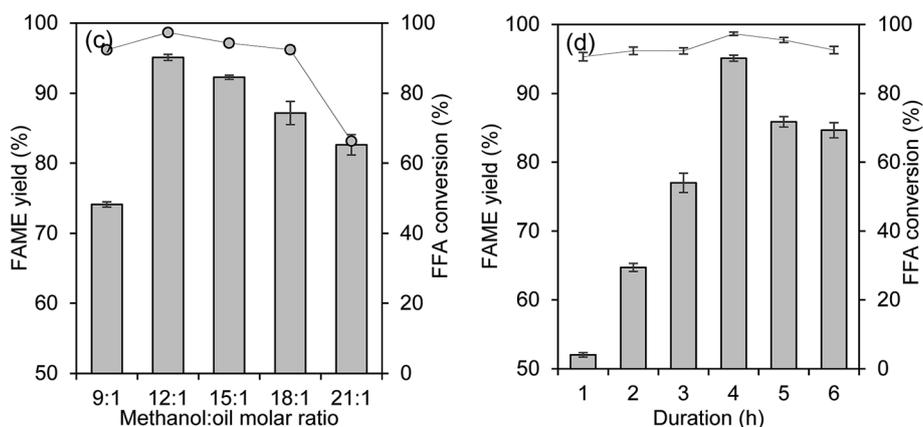 (c)
FAME yield (%)
100
90
80
70
60
50
9:1 12:1 15:1 18:1 21:1
Methanol:oil molar ratio
100
80
60
40
20
0
FFA conversion (%)
(d)
FAME yield (%)
100
90
80
70
60
50
1 2 3 4 5 6
Duration (h)
100
80
60
40
20
0
FFA conversion (%)